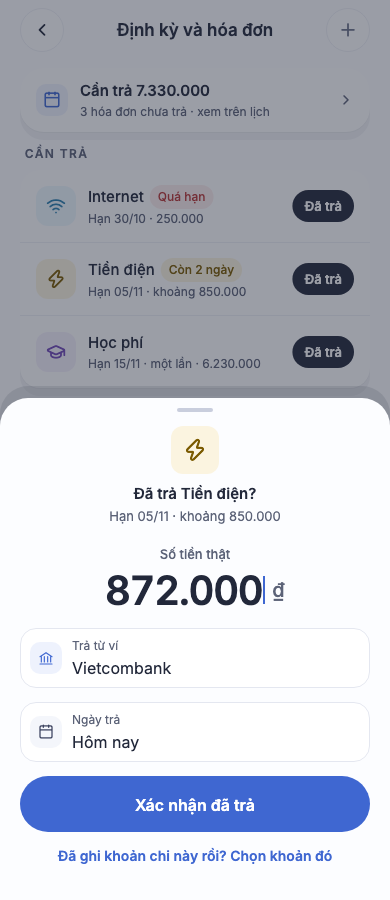 Định kỳ và hóa đơn
Cần trả 7.330.000
3 hóa đơn chưa trả · xem trên lịch
CẦN TRẢ
Internet Quá hạn
Hạn 30/10 · 250.000
Đã trả
Tiền điện Còn 2 ngày
Hạn 05/11 · khoảng 850.000
Đã trả
Học phí
Hạn 15/11 · một lần · 6.230.000
Đã trả
Đã trả Tiền điện?
Hạn 05/11 · khoảng 850.000
Số tiền thật
872.000 đ
Trả từ ví
Vietcombank
Ngày trả
Hôm nay
Xác nhận đã trả
Đã ghi khoản chi này rồi? Chọn khoản đó